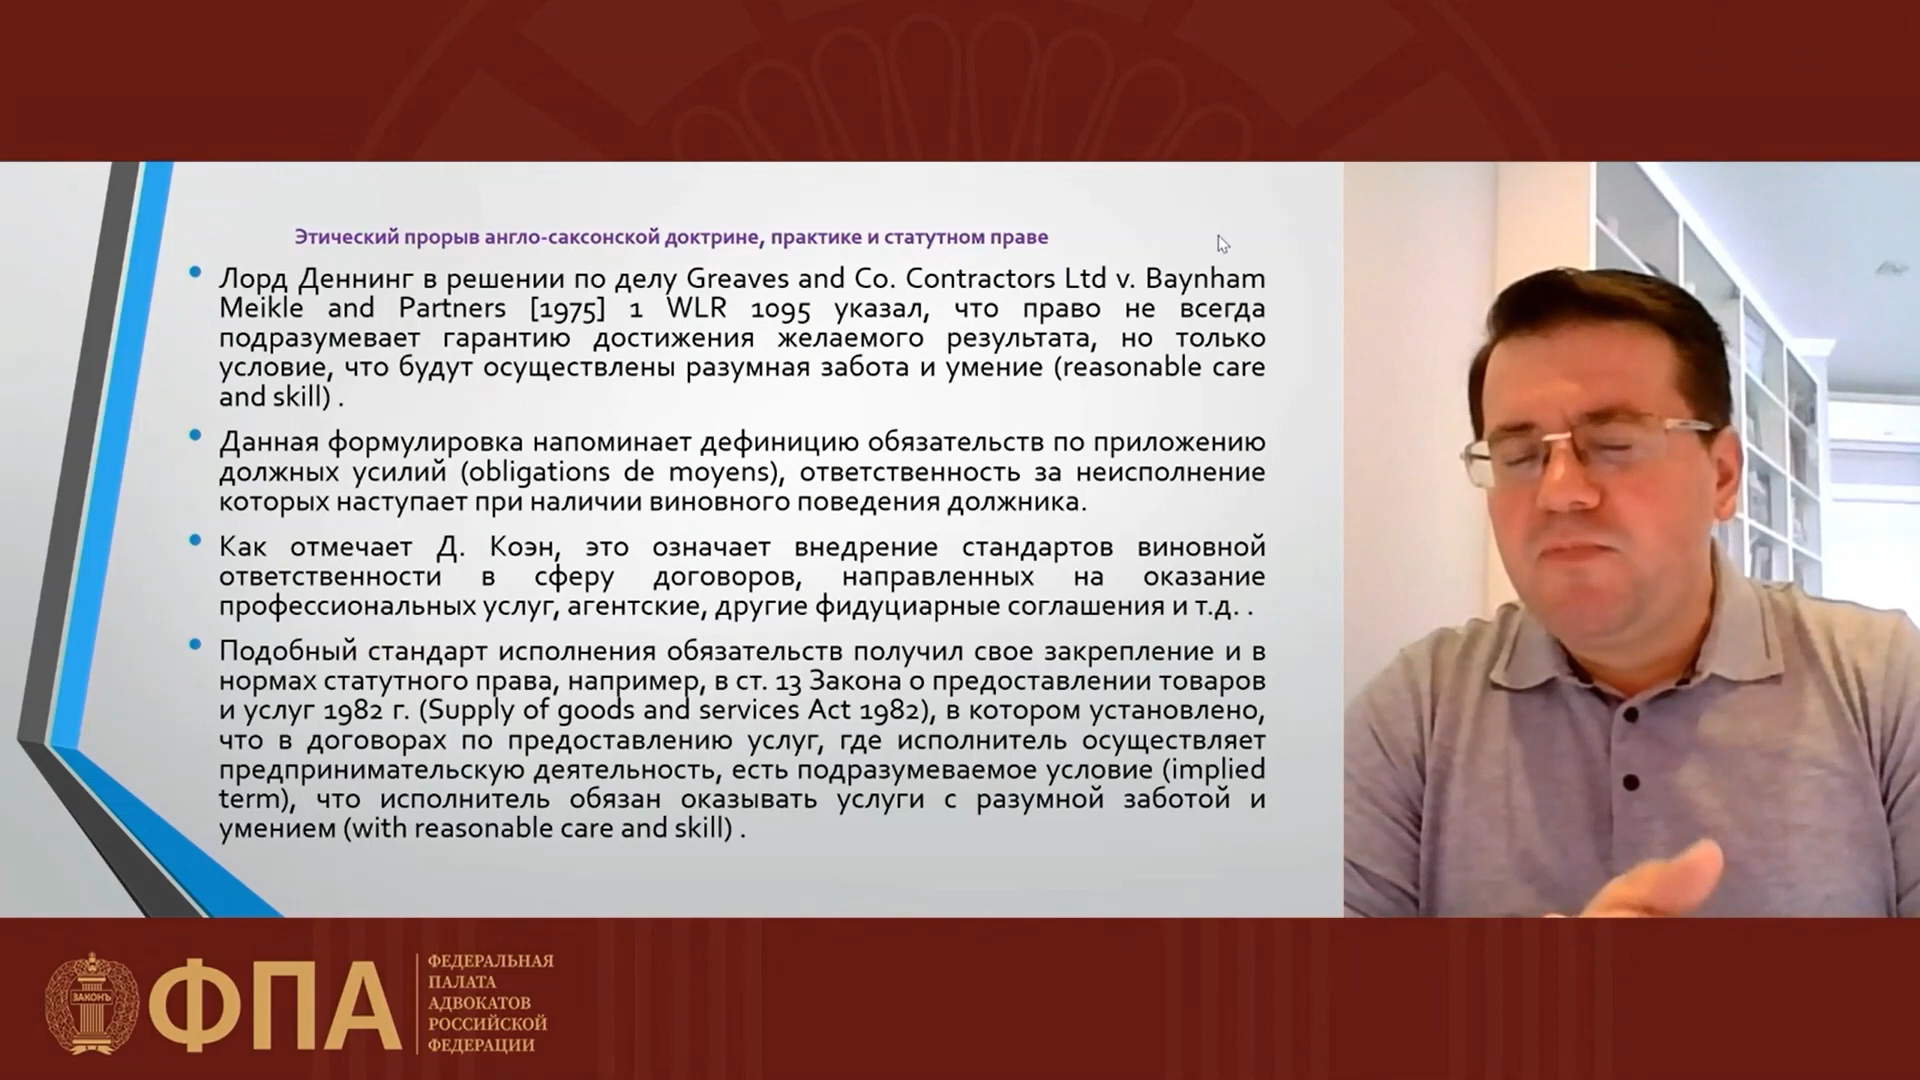 Этический прорыв англо-саксонской доктрине, практике и статутном праве
Лорд Деннинг в решении по делу Greaves and Co. Contractors Ltd v. Baynham
Meikle and Partners [1975] 1 WLR 1095 указал, что право не всегда
подразумевает гарантию достижения желаемого результата, но только
условие, что будут осуществлены разумная забота и умение (reasonable care
and skill) .
Данная формулировка напоминает дефиницию обязательств по приложению
должных усилий (obligations de moyens), ответственность за неисполнение
которых наступает при наличии виновного поведения должника.
Как отмечает Д. Коэн, это означает внедрение стандартов виновной
ответственности в сферу договоров, направленных на оказание
профессиональных услуг, агентские, другие фидуциарные соглашения и т.д. .
Подобный стандарт исполнения обязательств получил свое закрепление и в
нормах статутного права, например, в ст. 13 Закона о предоставлении товаров
и услуг 1982 г. (Supply of goods and services Act 1982), в котором установлено,
что в договорах по предоставлению услуг, где исполнитель осуществляет
предпринимательскую деятельность, есть подразумеваемое условие (implied
term), что исполнитель обязан оказывать услуги с разумной заботой и
умением (with reasonable care and skill) .
ЗАКОНЪ
ФПА
ФЕДЕРАЛЬНАЯ
ПАЛАТА
АДВОКАТОВ
РОССИЙСКОЙ
ФЕДЕРАЦИИ